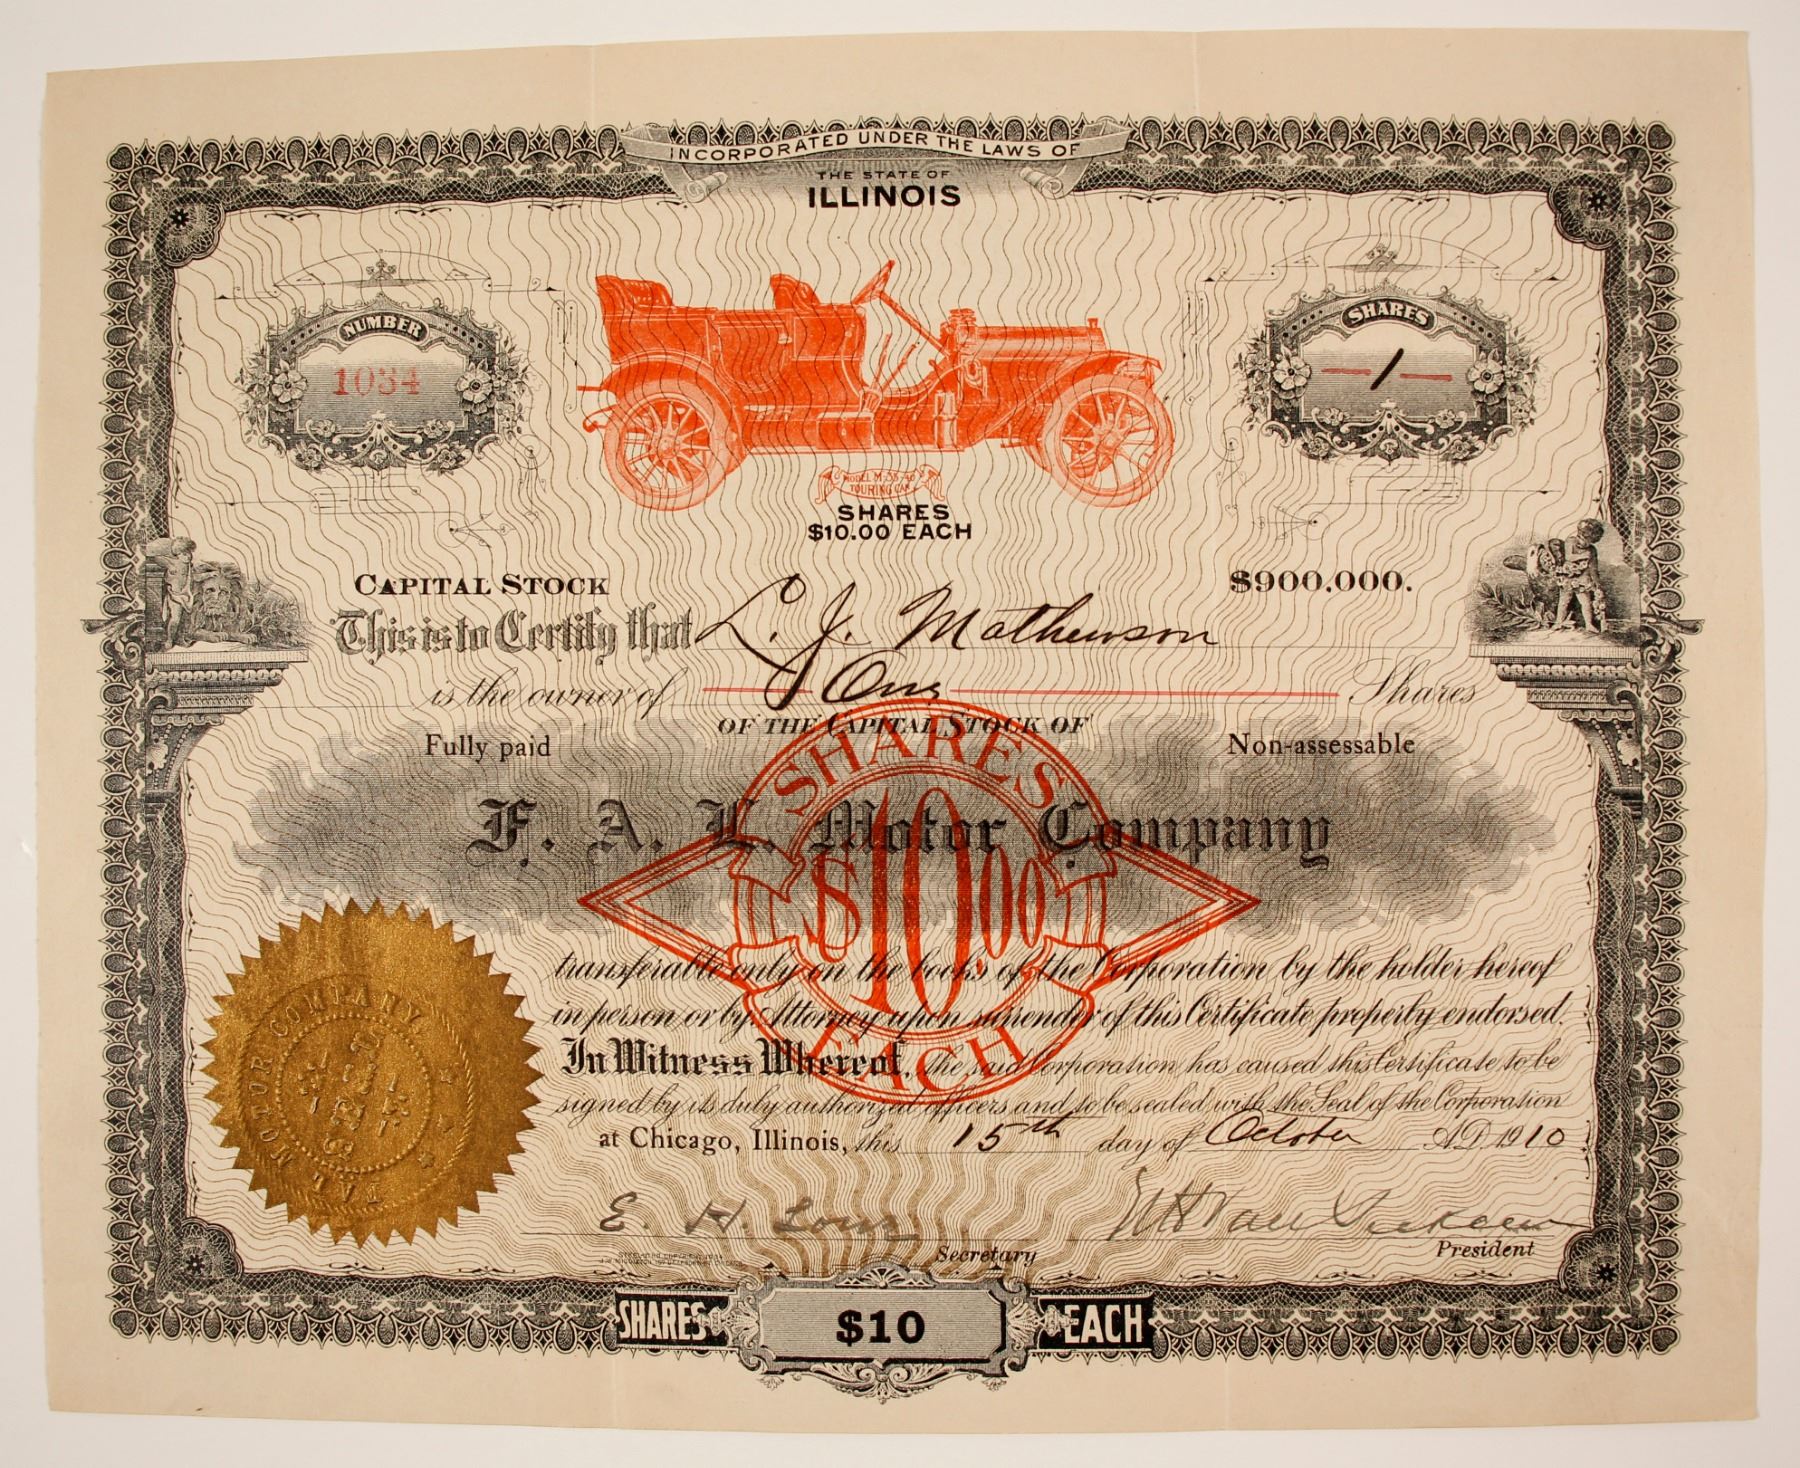 INCORPORATED UNDER THE LAWS OF
THE STATE OF
ILLINOIS
NUMBER
1034
SHARES
— 1 —
MODEL M-35-40
TOURING CAR
SHARES
$10.00 EACH
CAPITAL STOCK
$900,000.
This is to Certify that L. J. Mathewson
is the owner of One Shares
OF THE CAPITAL STOCK OF
Fully paid
Non-assessable
F. A. L. Motor Company
SHARES
$10.00
EACH
transferable only on the books of the Corporation by the holder hereof
in person or by Attorney upon surrender of this Certificate properly endorsed.
In Witness Whereof, the said Corporation has caused this Certificate to be
signed by its duly authorized officers and to be sealed with the Seal of the Corporation
at Chicago, Illinois, this 15th day of October A.D. 1910
MOTOR COMPANY.
E. H.
Secretary
President
SHARES
$10
EACH